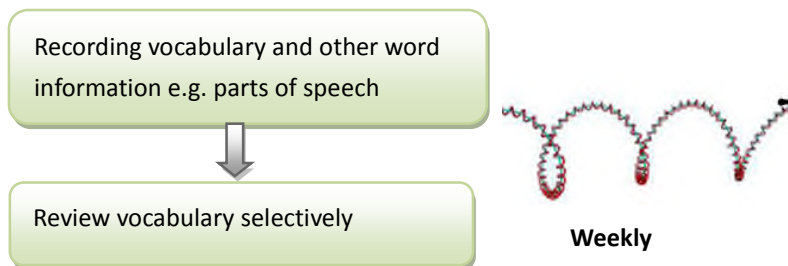 Recording vocabulary and other word
information e.g. parts of speech
Review vocabulary selectively
Weekly